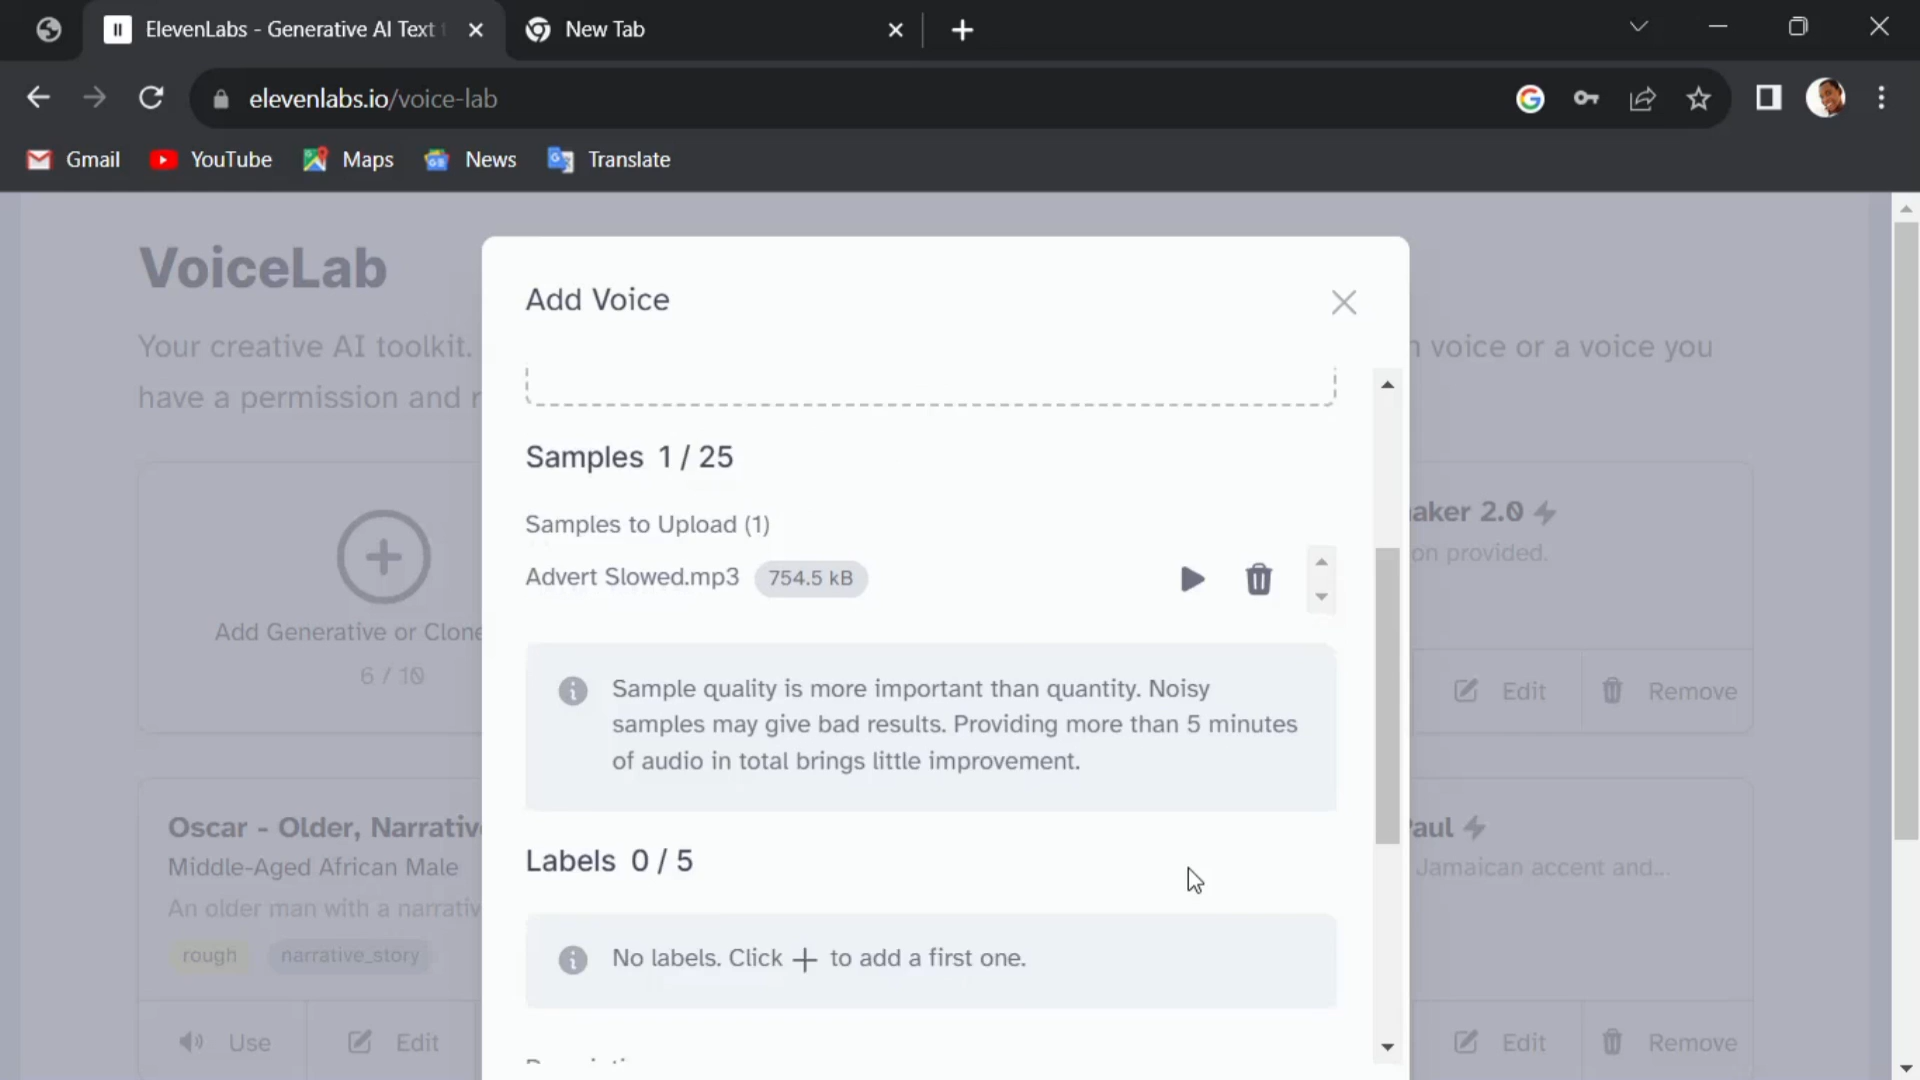 ElevenLabs - Generative AI Text
New Tab
elevenlabs.io/voice-lab
Gmail
YouTube
Maps
News
Translate
VoiceLab
Your creative AI toolkit.
voice or a voice you
have a permission and
Add Voice
Samples 1 / 25
Samples to Upload (1)
Advert Slowed.mp3 754.5 kB
Sample quality is more important than quantity. Noisy
samples may give bad results. Providing more than 5 minutes
of audio in total brings little improvement.
Labels 0 / 5
No labels. Click + to add a first one.
Add Generative or Clone
6 / 10
aker 2.0
on provided.
Edit
Remove
Oscar - Older, Narrativ
Middle-Aged African Male
An older man with a narrativ
rough
narrative_story
Use
Edit
Paul
Jamaican accent and...
Edit
Remove